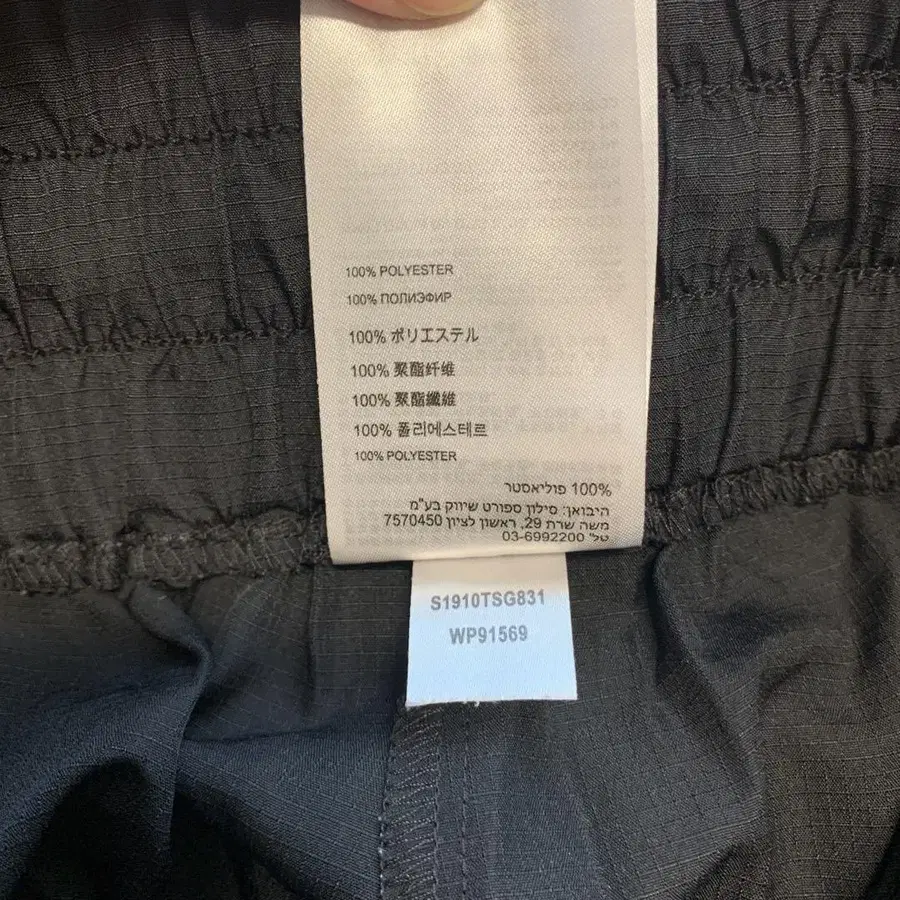 100% POLYESTER
100% ПОЛИЭФИР
100% ポリエステル
100% 聚酯纤维
100% 聚酯纖維
100% 폴리에스테르
100% POLYESTER
100% פוליאסטר
היבואן: סילון ספורט שיווק בע"מ
משה שרת 29, ראשון לציון 7570450
טל' 03-6992200
S1910TSG831
WP91569